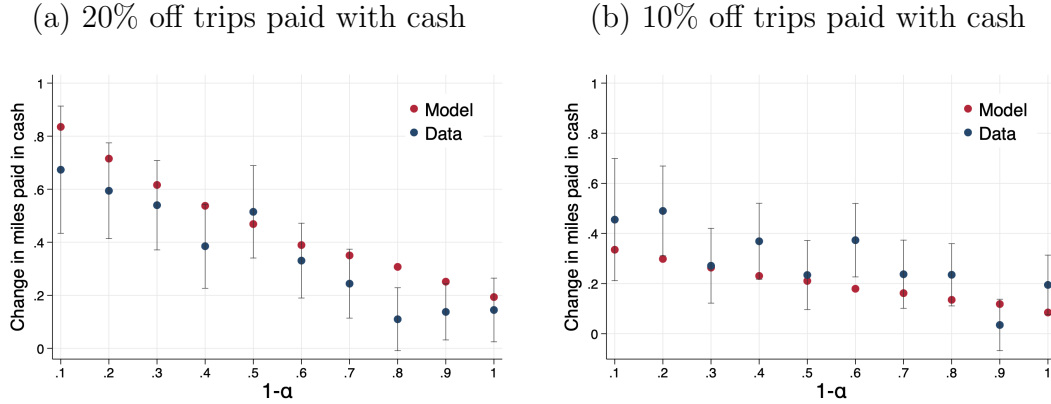 (a) 20% off trips paid with cash
Change in miles paid in cash
1
.8
.6
.4
.2
0
Model
Data
.1 .2 .3 .4 .5 .6 .7 .8 .9 1
1-α
(b) 10% off trips paid with cash
Change in miles paid in cash
1
.8
.6
.4
.2
0
Model
Data
.1 .2 .3 .4 .5 .6 .7 .8 .9 1
1-α